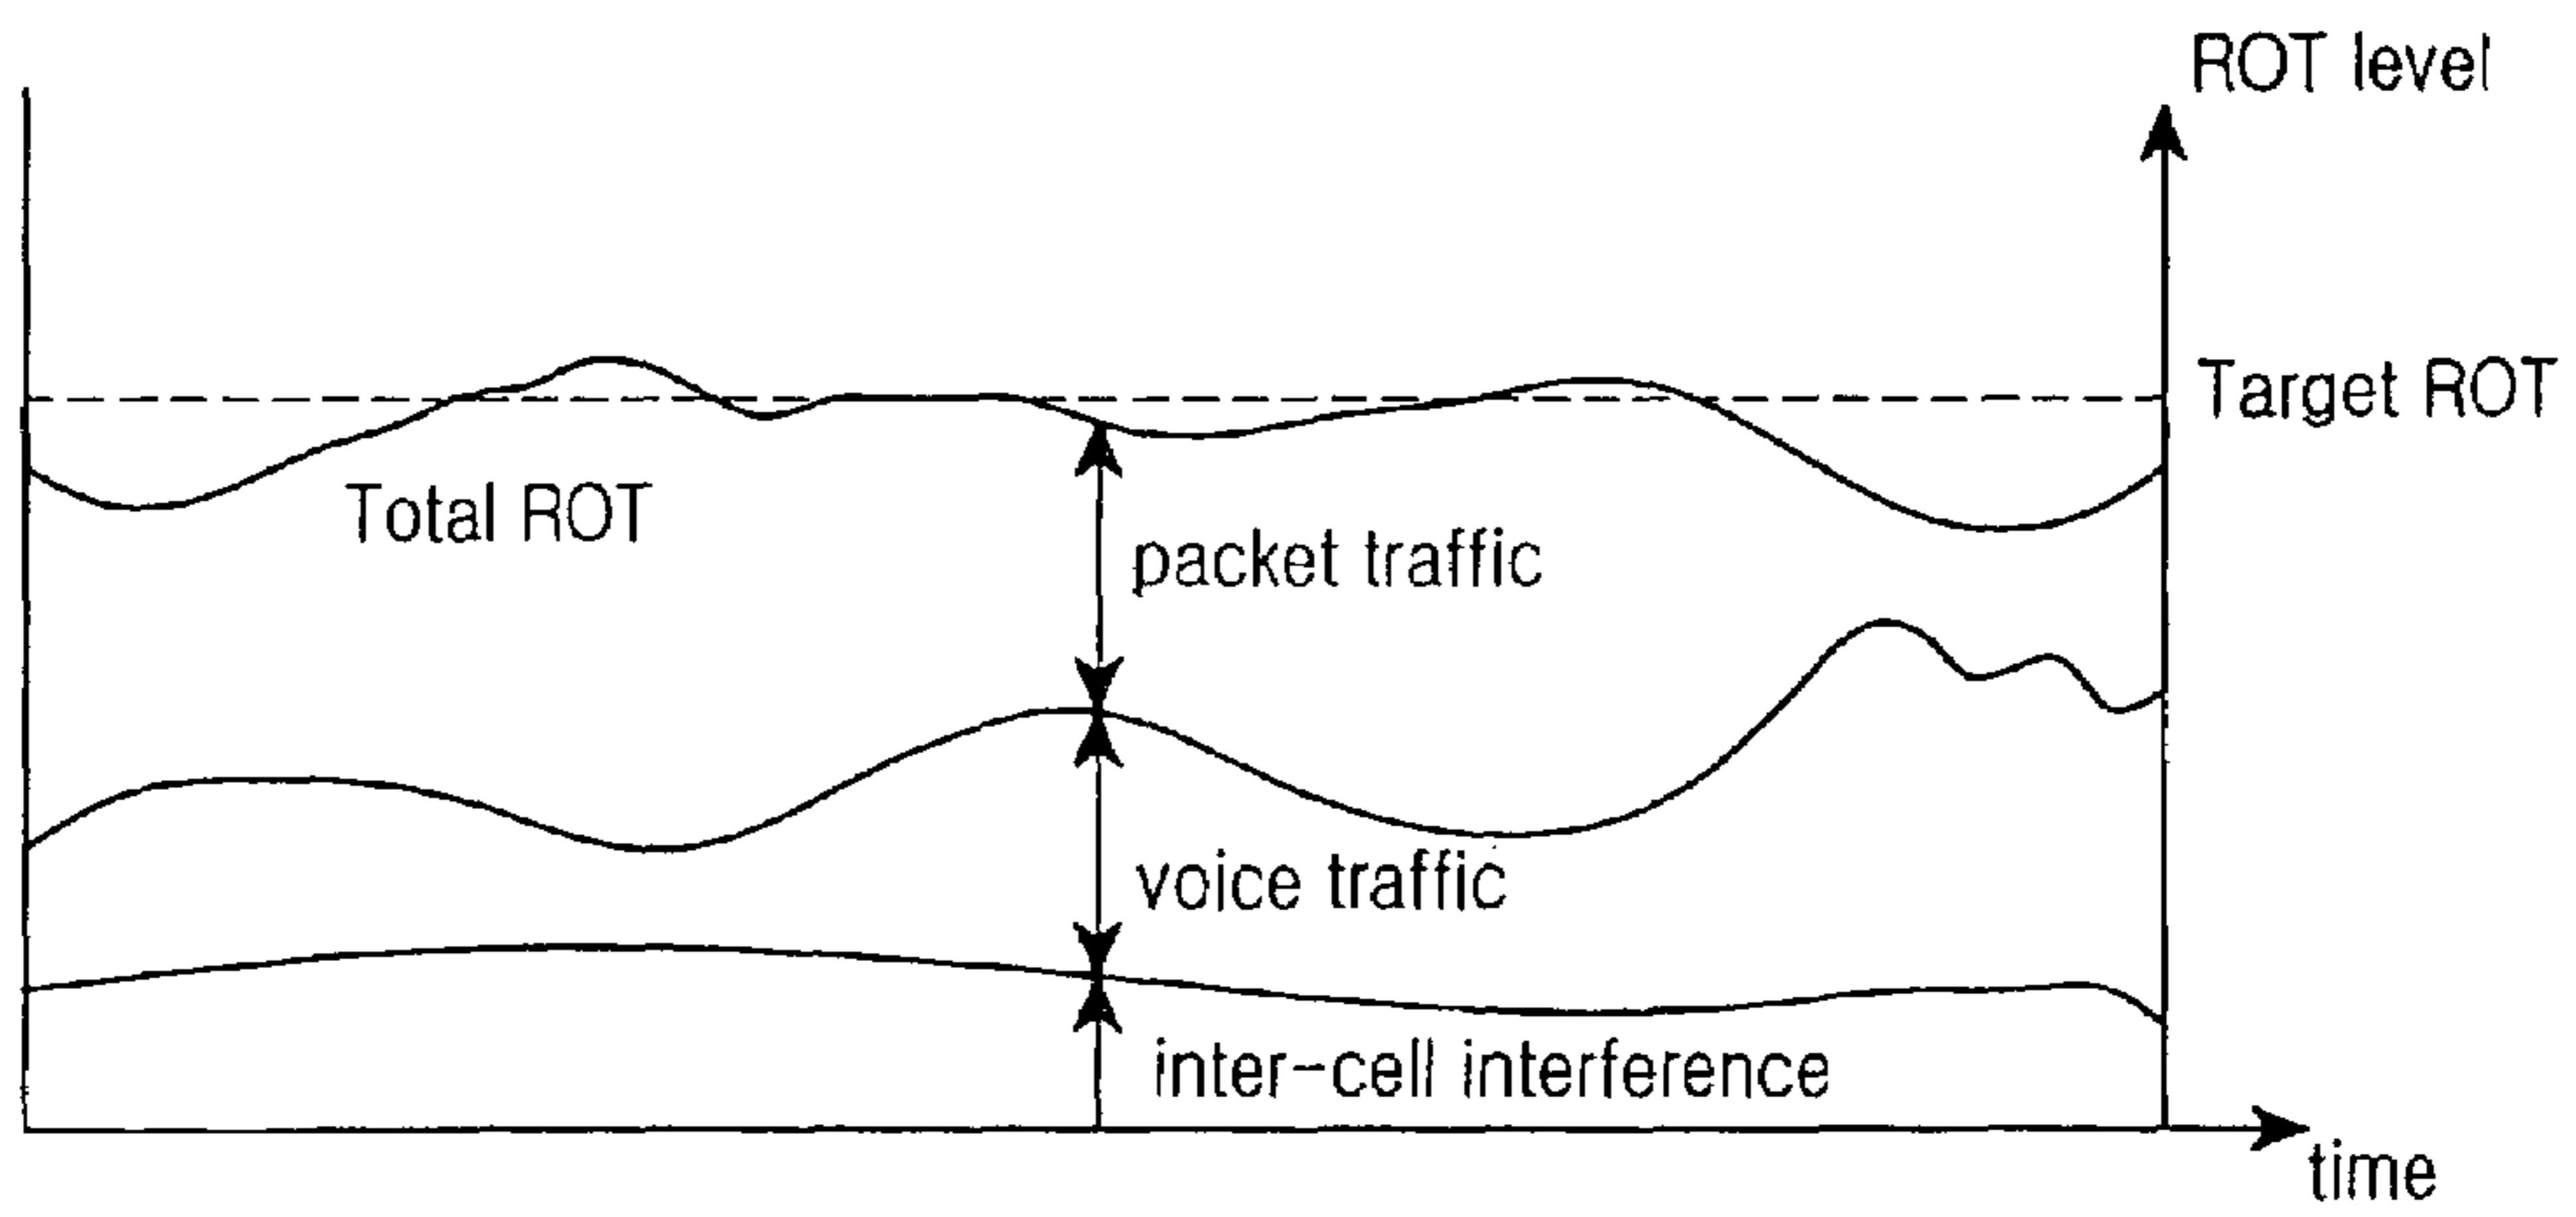 ROT level
Target ROT
Total ROT
packet traffic
voice traffic
inter-cell interference
time